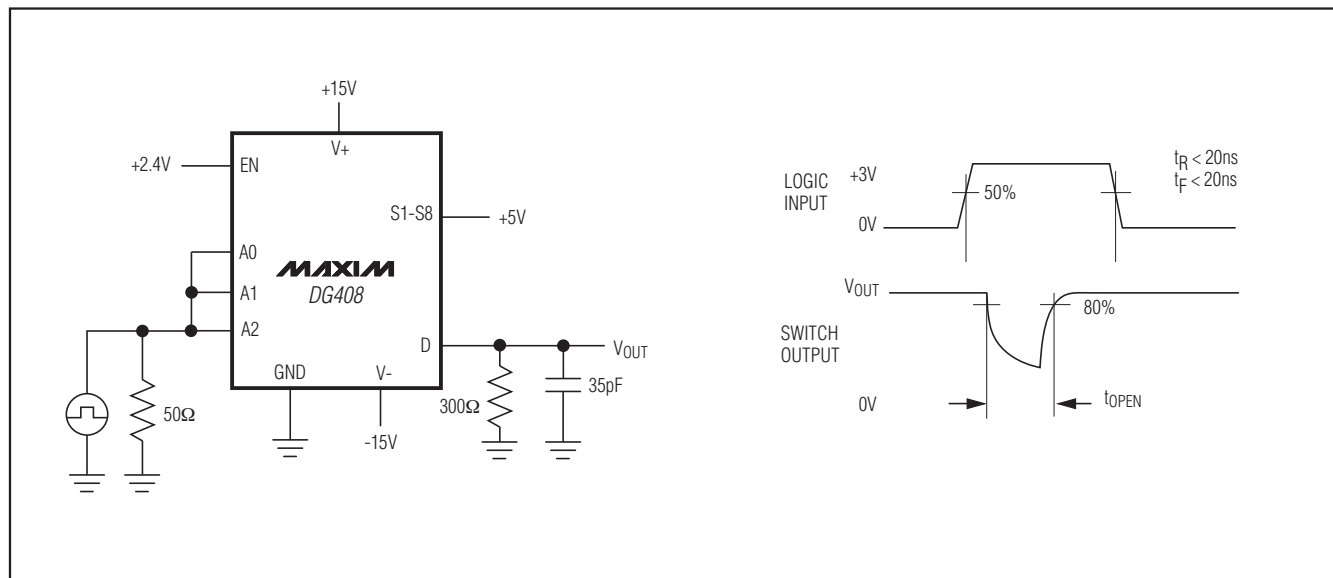 +15V
V+
+2.4V
EN
S1-S8
+5V
A0
MAXIM
A1
DG408
A2
D
VOUT
GND
V-
50Ω
300Ω
35pF
-15V
LOGIC
INPUT
+3V
0V
50%
tR < 20ns
tF < 20ns
VOUT
80%
SWITCH
OUTPUT
0V
tOPEN